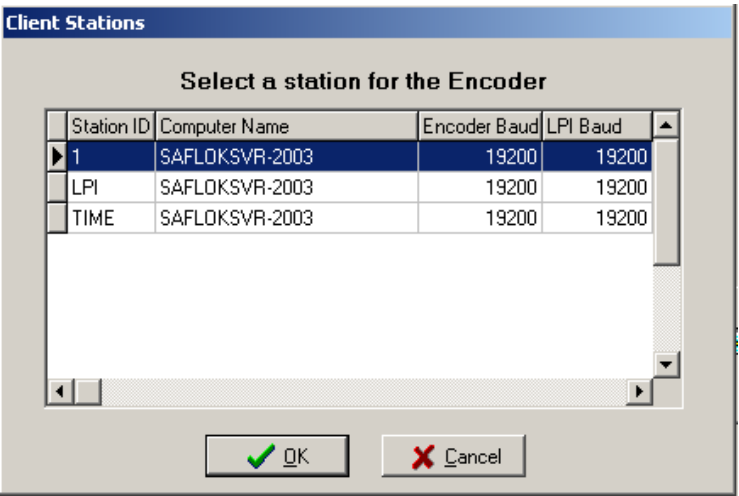 Client Stations
Select a station for the Encoder
Station ID Computer Name Encoder Baud LPI Baud
1 SAFLOKSVR-2003 19200 19200
LPI SAFLOKSVR-2003 19200 19200
TIME SAFLOKSVR-2003 19200 19200
OK Cancel